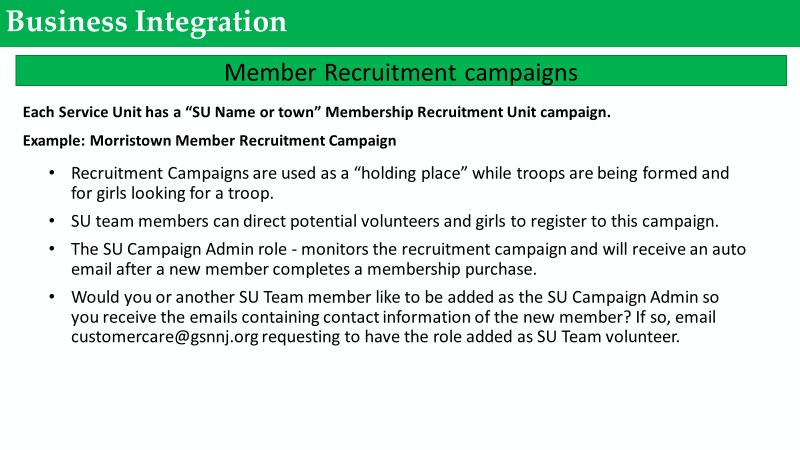 Business Integration
Member Recruitment campaigns
Each Service Unit has a “SU Name or town” Membership Recruitment Unit campaign.
Example: Morristown Member Recruitment Campaign
• Recruitment Campaigns are used as a “holding place” while troops are being formed and
for girls looking for a troop.
• SU team members can direct potential volunteers and girls to register to this campaign.
• The SU Campaign Admin role - monitors the recruitment campaign and will receive an auto
email after a new member completes a membership purchase.
• Would you or another SU Team member like to be added as the SU Campaign Admin so
you receive the emails containing contact information of the new member? If so, email
customercare@gsnnj.org requesting to have the role added as SU Team volunteer.